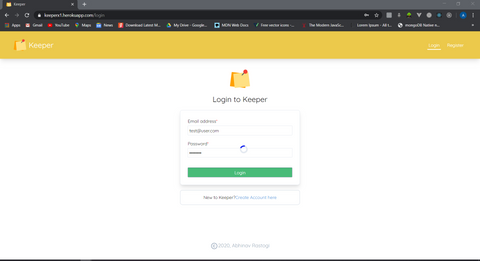 Keeper
keeperx1.herokuapp.com/login
Apps Gmail YouTube Maps News Download Latest M... My Drive - Google... MDN Web Docs Free vector icons -... The Modern JavaSc... Lorem Ipsum - All t... mongoDB Native n...
Keeper
Login Register
Login to Keeper
Email address*
test@user.com
Password*
Login
New to Keeper?Create Account here
©2020, Abhinav Rastogi